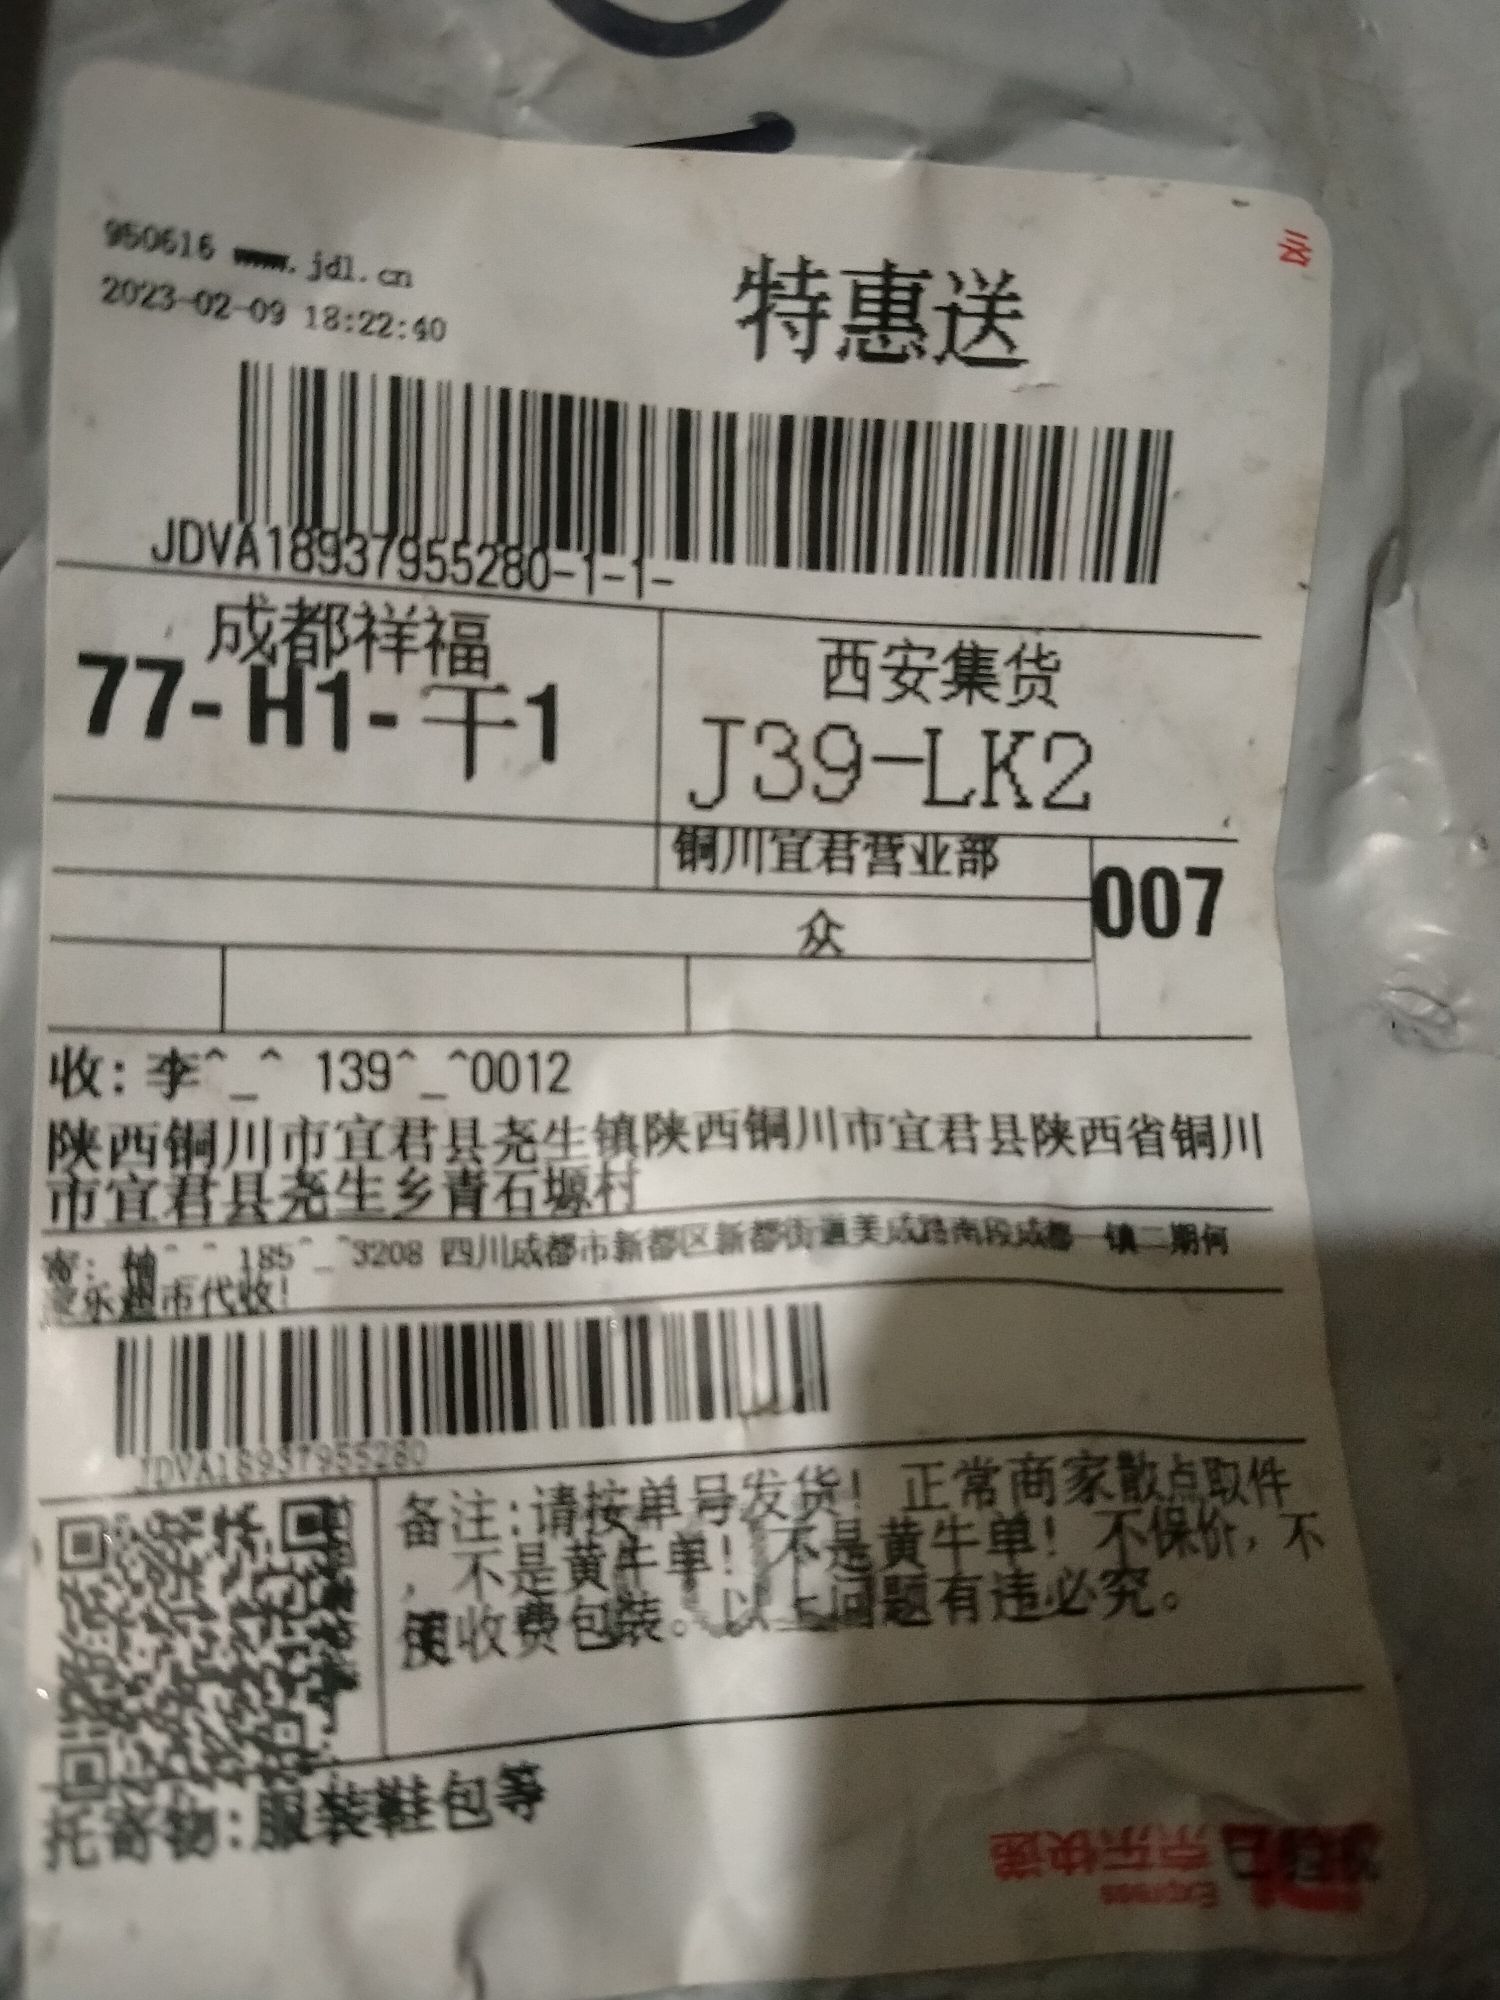 950616 www.jdl.cn
2023-02-09 18:22:40
特惠送
JDVA18937955280-1-1-
成都祥福
77-H1-干1
西安集货
J39-LK2
铜川宜君营业部
007
众
收: 李^_^ 139^_^0012
陕西铜川市宜君县尧生镇陕西铜川市宜君县陕西省铜川
市宜君县尧生乡青石塬村
寄: ^_^ 185^_^3208 四川成都市新都区新都街道美成路南段成都 镇二期何
乐超市代收!
JDVA18937955280
备注:请按单号发货! 正常商家散点取件
, 不是黄牛单! 不是黄牛单! 不保价, 不
使收费包装。以上问题有违必究。
托寄物:服装鞋包等
京东快递
Express